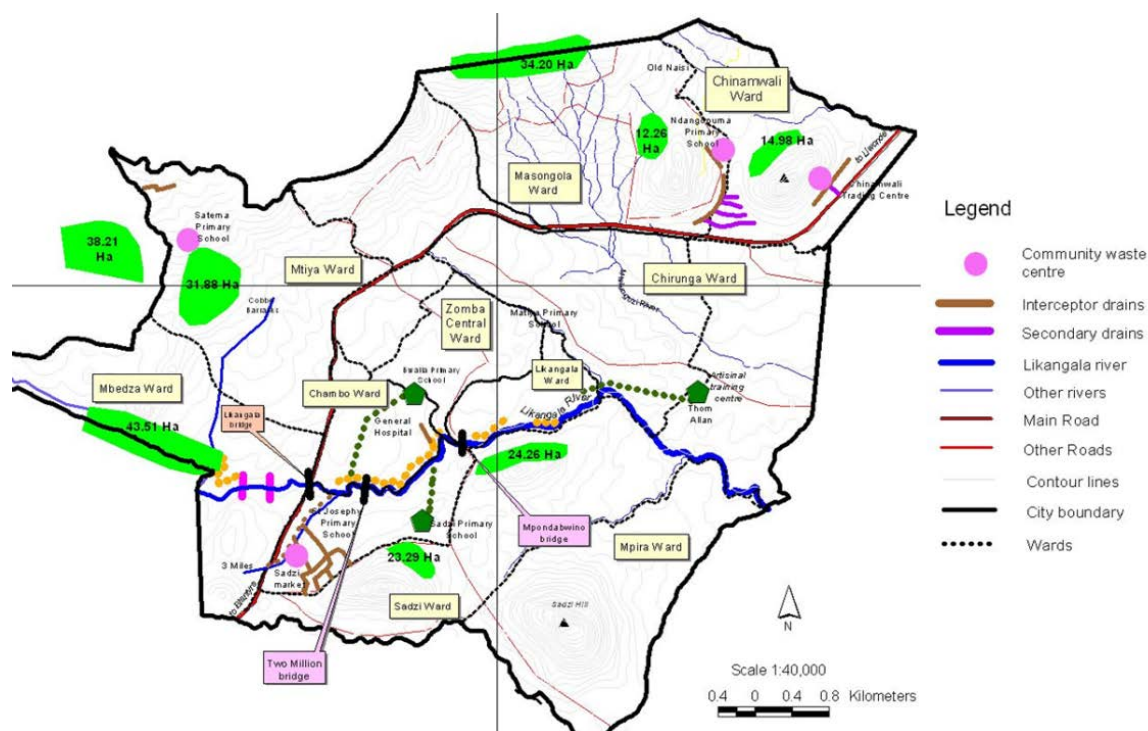 34.20 Ha
Old Naisi
Chinamwali
Ward
Ndangopuma
Primary
School
12.26
Ha
14.98 Ha
to Liwonde
Chinamwali
Trading Centre
Masongola
Ward
Satema
Primary
School
38.21
Ha
31.88 Ha
Mtiya Ward
Chirunga Ward
Cobbe
Barracks
Zomba
Central
Ward
Matiya Primary
School
Mbedza Ward
Chambo Ward
Primary
School
Likangala
Ward
Artisinal
training
centre
Thom
Allan
Likangala
bridge
General
Hospital
Likangala River
43.51 Ha
24.26 Ha
Josephy
Primary
School
Sadzi Primary
School
Mpondabwino
bridge
Mpira Ward
3 Miles
Sadzi
market
23.29 Ha
Sadzi Ward
Sadzi Hill
Two Million
bridge
N
Scale 1:40,000
0.4 0 0.4 0.8 Kilometers
Legend
Community waste
centre
Interceptor drains
Secondary drains
Likangala river
Other rivers
Main Road
Other Roads
Contour lines
City boundary
Wards